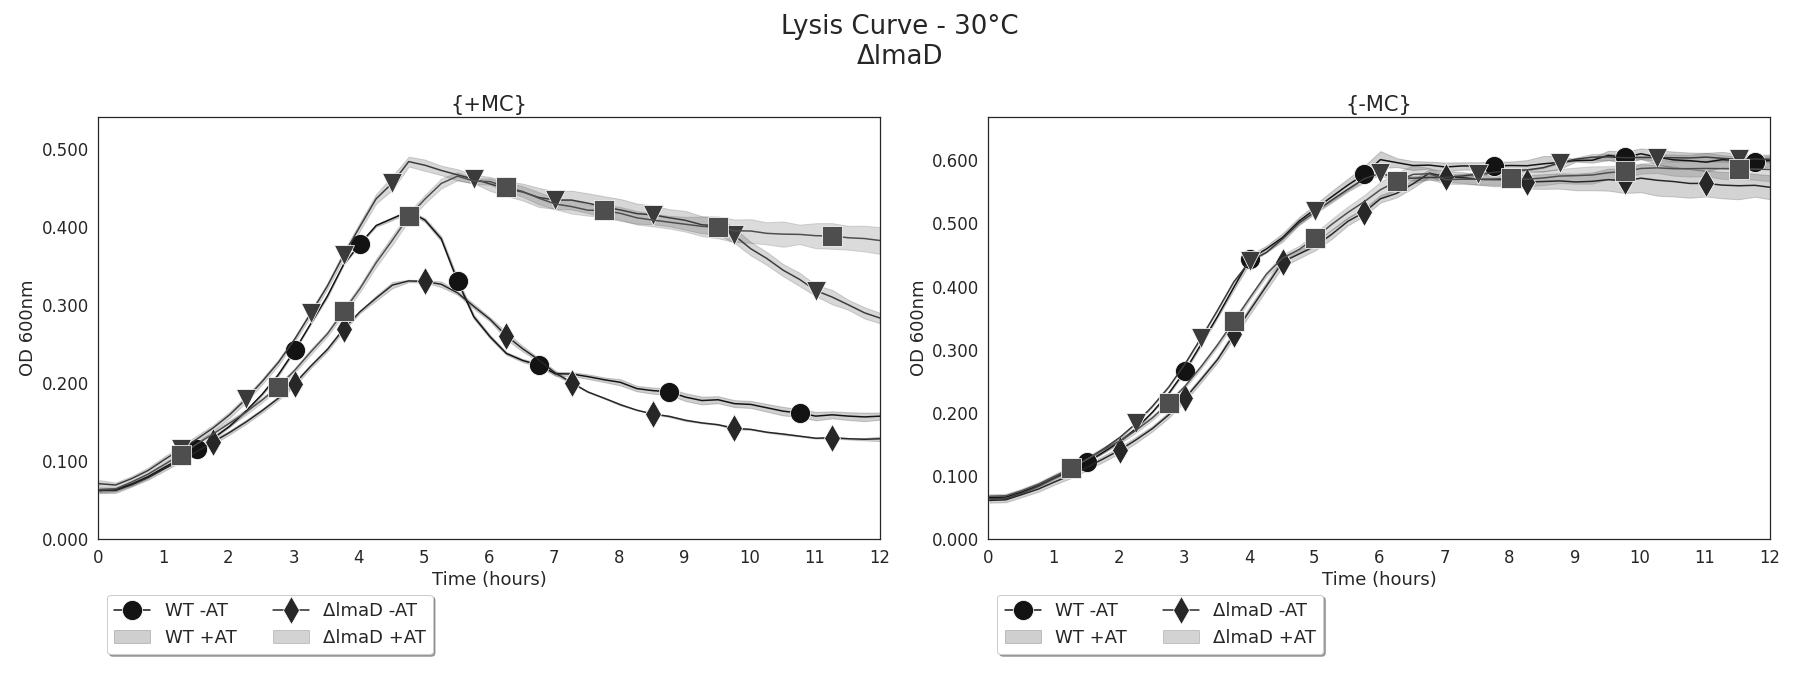 Lysis Curve - 30°C
ΔlmaD
{+MC}
OD 600nm
0.500
0.400
0.300
0.200
0.100
0.000
0 1 2 3 4 5 6 7 8 9 10 11 12
Time (hours)
WT -AT ΔlmaD -AT
WT +AT ΔlmaD +AT
{-MC}
OD 600nm
0.600
0.500
0.400
0.300
0.200
0.100
0.000
0 1 2 3 4 5 6 7 8 9 10 11 12
Time (hours)
WT -AT ΔlmaD -AT
WT +AT ΔlmaD +AT